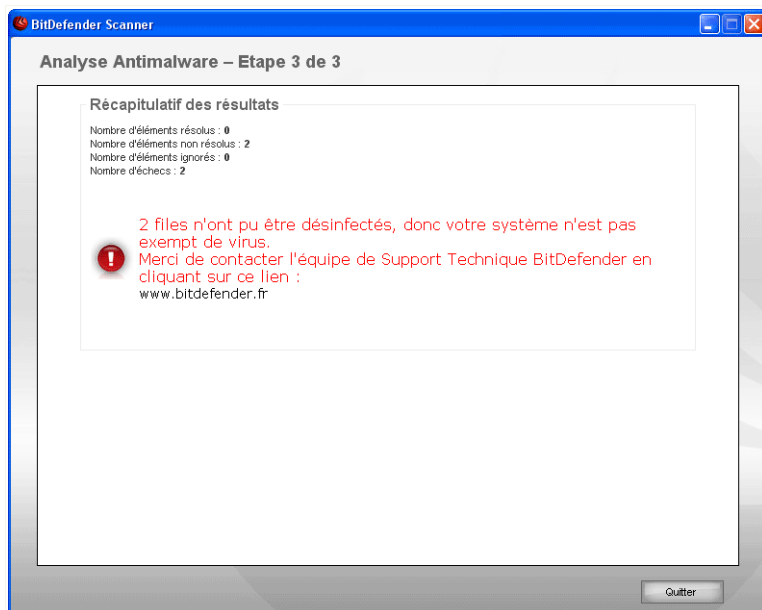 BitDefender Scanner
Analyse Antimalware – Etape 3 de 3
Récapitulatif des résultats
Nombre d'éléments résolus : 0
Nombre d'éléments non résolus : 2
Nombre d'éléments ignorés : 0
Nombre d'échecs : 2
2 files n'ont pu être désinfectés, donc votre système n'est pas
exempt de virus.
Merci de contacter l'équipe de Support Technique BitDefender en
cliquant sur ce lien :
www.bitdefender.fr
Quitter